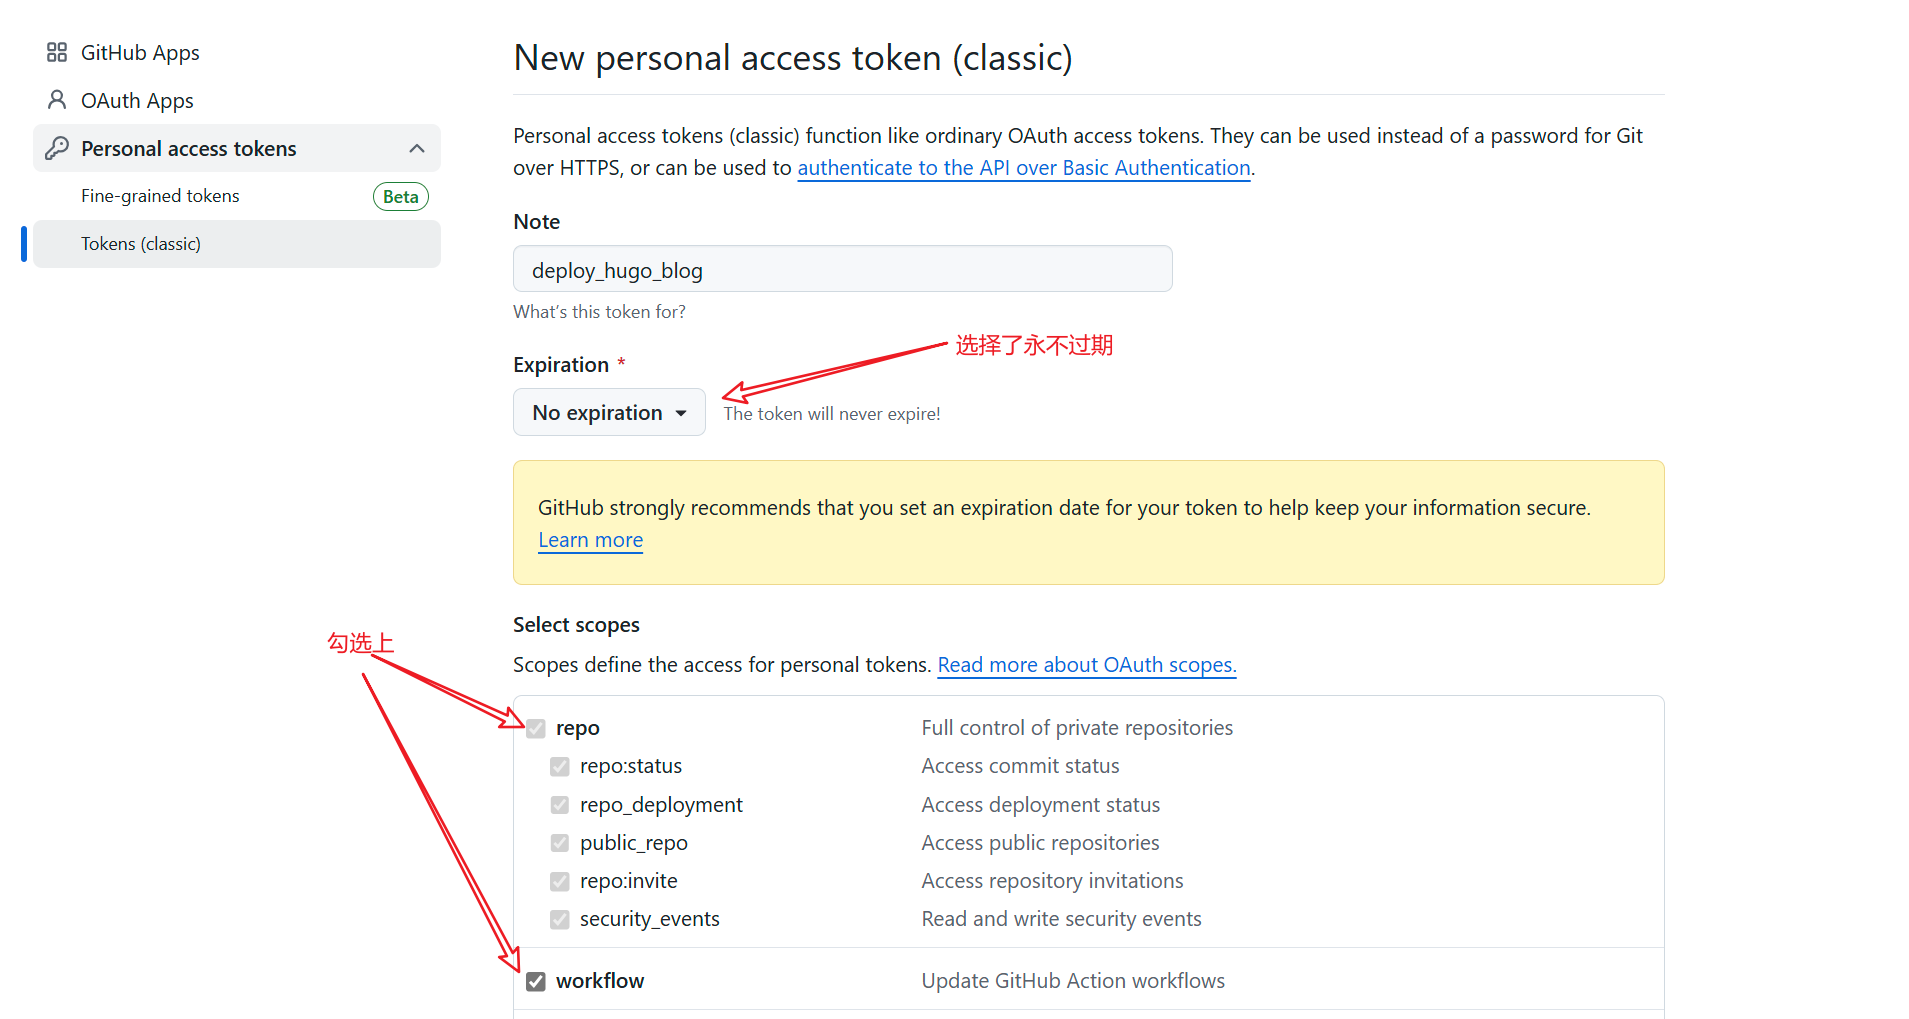 GitHub Apps
OAuth Apps
Personal access tokens
Fine-grained tokens Beta
Tokens (classic)
New personal access token (classic)
Personal access tokens (classic) function like ordinary OAuth access tokens. They can be used instead of a password for Git
over HTTPS, or can be used to authenticate to the API over Basic Authentication.
Note
deploy_hugo_blog
What's this token for?
选择了永不过期
Expiration *
No expiration The token will never expire!
GitHub strongly recommends that you set an expiration date for your token to help keep your information secure.
Learn more
Select scopes
勾选上
Scopes define the access for personal tokens. Read more about OAuth scopes.
repo Full control of private repositories
repo:status Access commit status
repo_deployment Access deployment status
public_repo Access public repositories
repo:invite Access repository invitations
security_events Read and write security events
workflow Update GitHub Action workflows